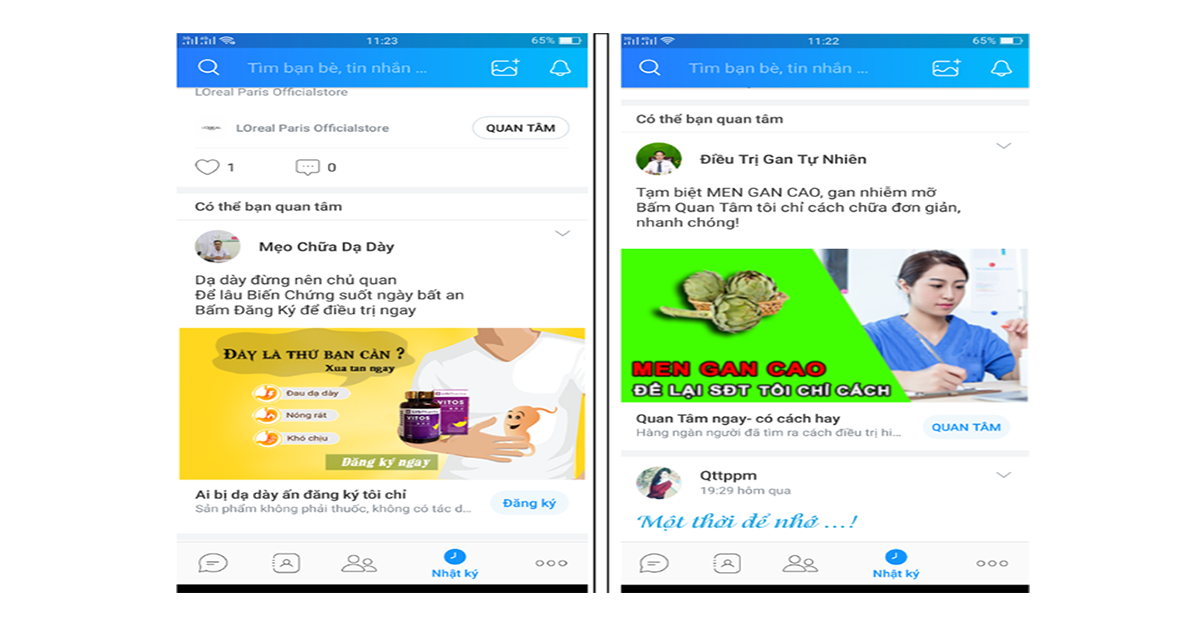 11:23
65%
Tìm bạn bè, tin nhắn ...
LOreal Paris Officialstore
LOreal Paris Officialstore
QUAN TÂM
1
0
Có thể bạn quan tâm
Mẹo Chữa Dạ Dày
Dạ dày đừng nên chủ quan
Để lâu Biến Chứng suốt ngày bất an
Bấm Đăng Ký để điều trị ngay
ĐÂY LÀ THỨ BẠN CẦN ?
Xua tan ngay
Đau dạ dày
Nóng rát
Khó chịu
VITOS
VITOS
Đăng ký ngay
Ai bị dạ dày ấn đăng ký tôi chỉ
Sản phẩm không phải thuốc, không có tác d...
Đăng ký
Nhật ký
11:22
65%
Tìm bạn bè, tin nhắn ...
Có thể bạn quan tâm
Điều Trị Gan Tự Nhiên
Tạm biệt MEN GAN CAO, gan nhiễm mỡ
Bấm Quan Tâm tôi chỉ cách chữa đơn giản,
nhanh chóng!
MEN GAN CAO
ĐỂ LẠI SĐT TÔI CHỈ CÁCH
Quan Tâm ngay- có cách hay
Hàng ngàn người đã tìm ra cách điều trị hi...
QUAN TÂM
Qttppm
19:29 hôm qua
Một thời để nhớ ...!
Nhật ký